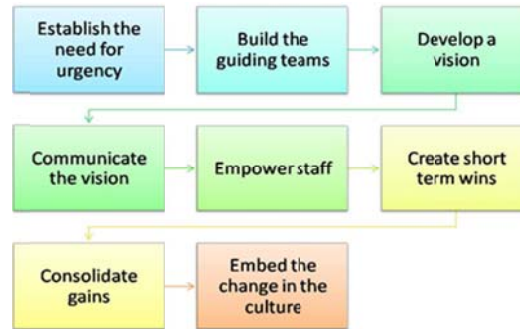 Establish the
need for
urgency
Build the
guiding teams
Develop a
vision
Communicate
the vision
Empower staff
Create short
term wins
Consolidate
gains
Embed the
change in the
culture